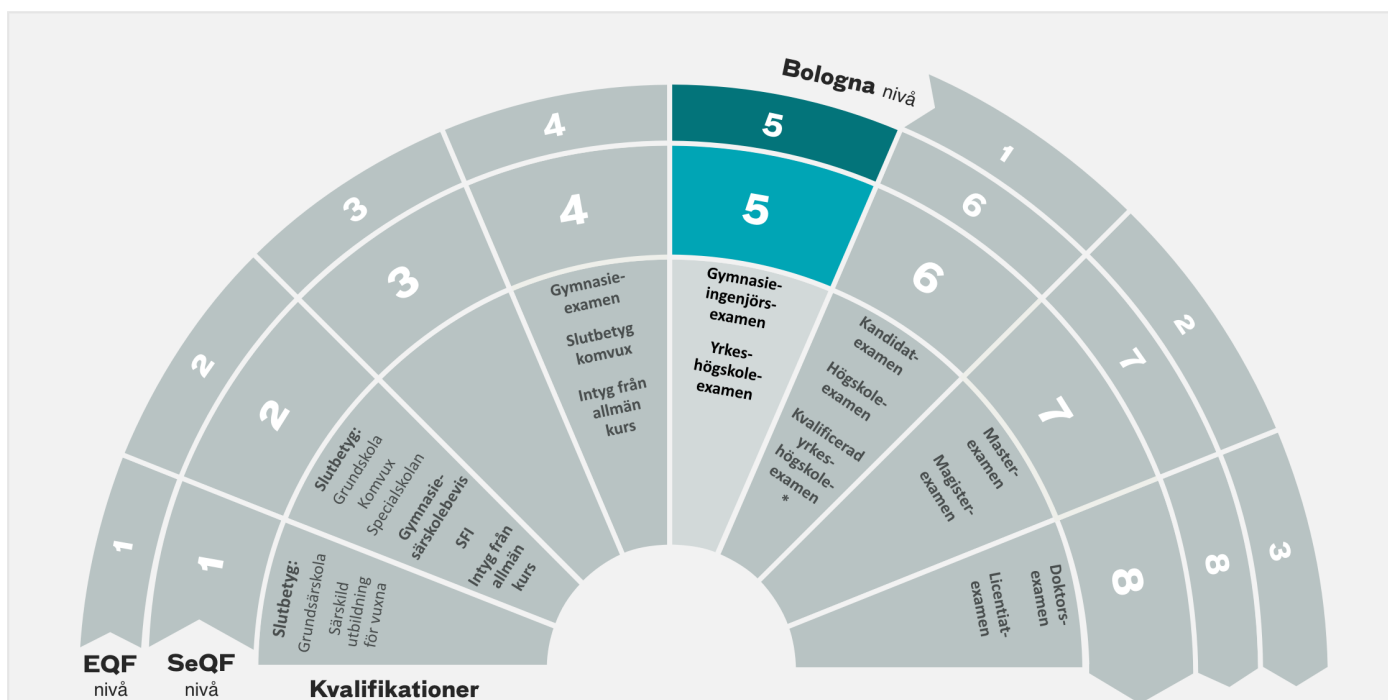 Bologna nivå
1
2
3
1
2
3
4
5
6
7
8
1
2
3
4
5
6
7
8
Slutbetyg:
Grundsärskola
Särskild
utbildning
för vuxna
Slutbetyg:
Grundskola
Komvux
Specialskolan
Gymnasie-
särskolebevis
SFI
Intyg från
allmän
kurs
Gymnasie-
examen
Slutbetyg
komvux
Intyg från
allmän
kurs
Gymnasie-
ingenjörs-
examen
Yrkes-
högskole-
examen
Kandidat-
examen
Högskole-
examen
Kvalificerad
yrkes-
högskole-
examen
*
Master-
examen
Magister-
examen
Doktors-
examen
Licentiat-
examen
EQF
nivå
SeQF
nivå
Kvalifikationer